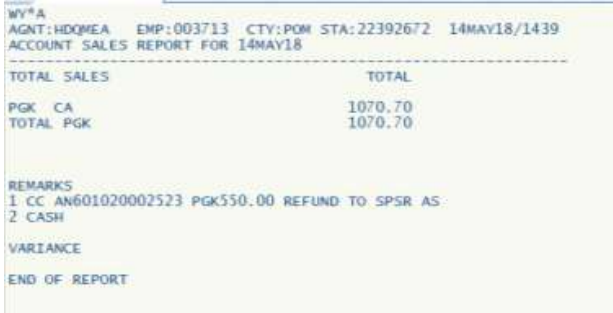 WY*A
AGNT:HDQMEA EMP:003713 CTY:POM STA:22392672 14MAY18/1439
ACCOUNT SALES REPORT FOR 14MAY18
TOTAL SALES TOTAL
PGK CA 1070.70
TOTAL PGK 1070.70
REMARKS
1 CC AN601020002523 PGK550.00 REFUND TO SPSR AS
2 CASH
VARIANCE
END OF REPORT